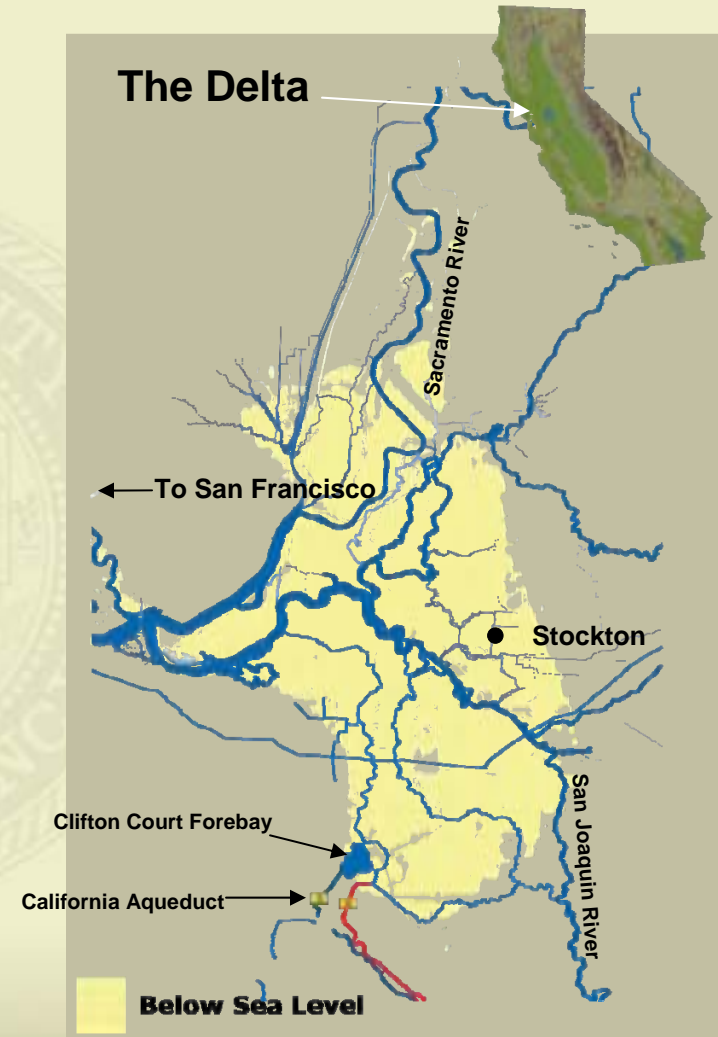 The Delta
Sacramento River
To San Francisco
Stockton
Clifton Court Forebay
San Joaquin River
California Aqueduct
Below Sea Level